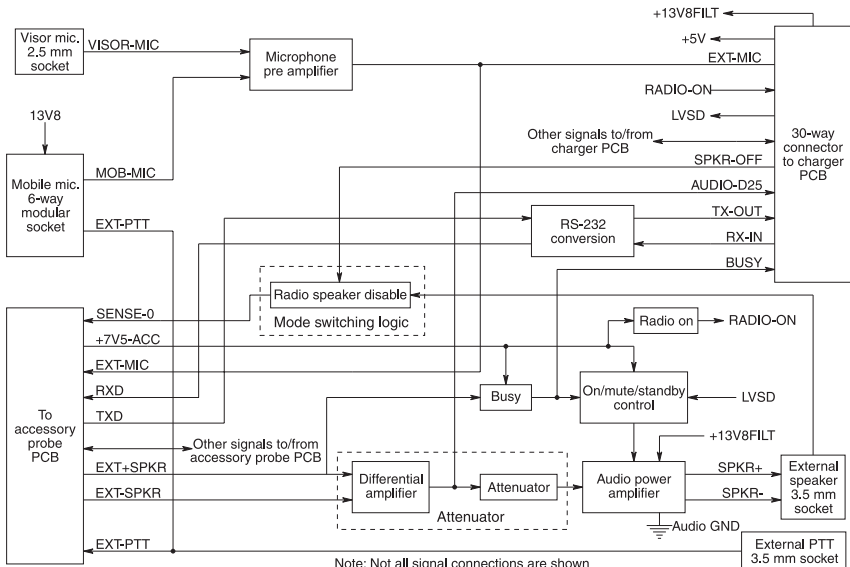 +13V8FILT
Visor mic.
2.5 mm
socket
VISOR-MIC
Microphone
pre amplifier
+5V
EXT-MIC
RADIO-ON
LVSD
Other signals to/from
charger PCB
SPKR-OFF
AUDIO-D25
TX-OUT
RX-IN
BUSY
30-way
connector
to charger
PCB
13V8
Mobile mic.
6-way
modular
socket
MOB-MIC
EXT-PTT
RS-232
conversion
Radio speaker disable
Mode switching logic
SENSE-0
+7V5-ACC
EXT-MIC
RXD
TXD
Other signals to/from
accessory probe PCB
EXT+SPKR
EXT-SPKR
EXT-PTT
To
accessory
probe
PCB
Radio on
RADIO-ON
Busy
On/mute/standby
control
LVSD
+13V8FILT
Differential
amplifier
Attenuator
Attenuator
Audio power
amplifier
SPKR+
SPKR-
Audio GND
External
speaker
3.5 mm
socket
External PTT
3.5 mm socket
Note: Not all signal connections are shown